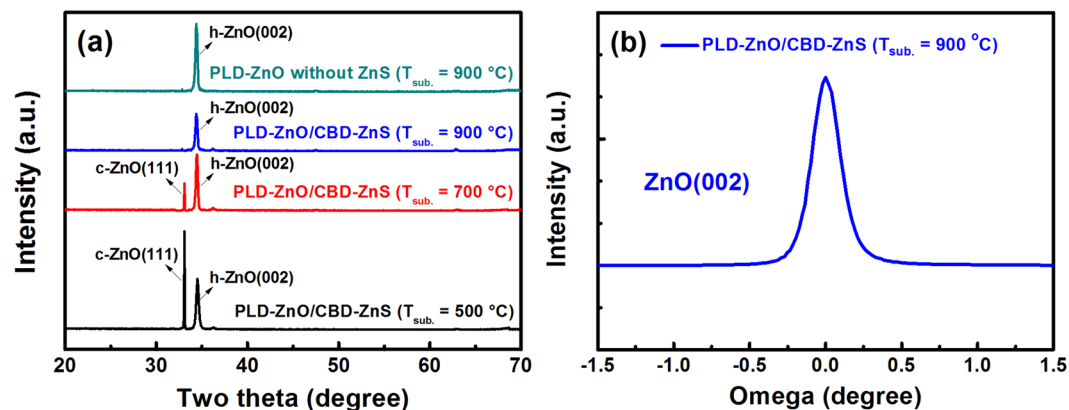 (a)
h-ZnO(002)
PLD-ZnO without ZnS (Tsub. = 900 °C)
h-ZnO(002)
PLD-ZnO/CBD-ZnS (Tsub. = 900 °C)
c-ZnO(111)
h-ZnO(002)
PLD-ZnO/CBD-ZnS (Tsub. = 700 °C)
c-ZnO(111)
h-ZnO(002)
PLD-ZnO/CBD-ZnS (Tsub. = 500 °C)
Intensity (a.u.)
20 30 40 50 60 70
Two theta (degree)
(b)
PLD-ZnO/CBD-ZnS (Tsub. = 900 °C)
ZnO(002)
Intensity (a.u.)
-1.5 -1.0 -0.5 0.0 0.5 1.0 1.5
Omega (degree)